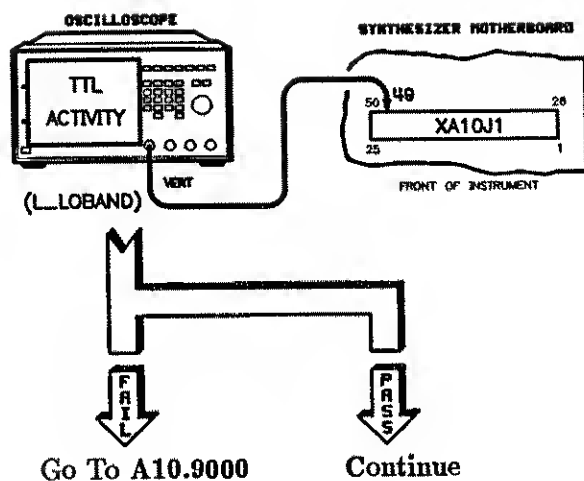 OSCILLOSCOPE
SYNTHESIZER MOTHERBOARD
TTL
ACTIVITY
VERT
(L_LOBAND)
50
48
26
XA10J1
25
1
FRONT OF INSTRUMENT
FAIL
PASS
Go To A10.9000
Continue